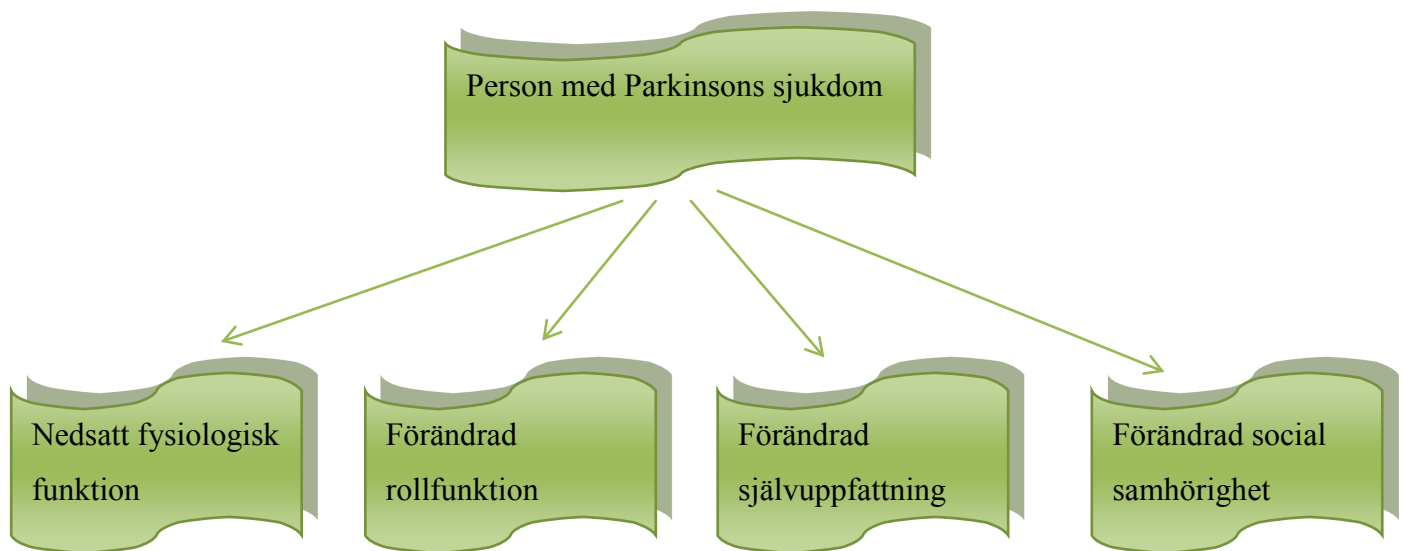 Person med Parkinsons sjukdom
Nedsatt fysiologisk
funktion
Förändrad
rollfunktion
Förändrad
självuppfattning
Förändrad social
samhörighet